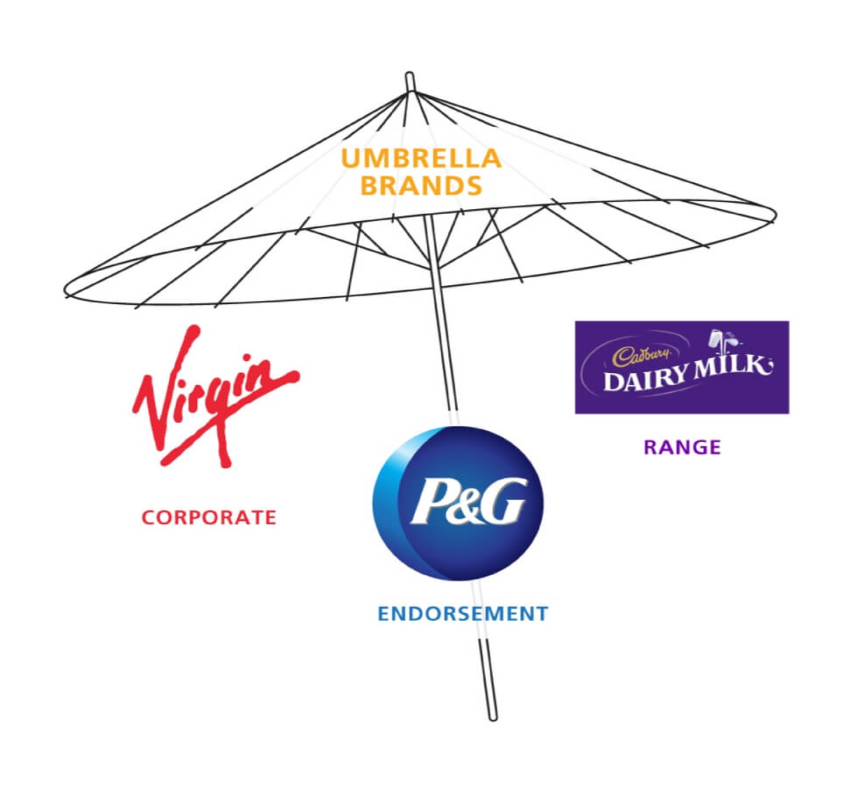 UMBRELLA
BRANDS
Virgin
Cadbury
DAIRY MILK
RANGE
P&G
CORPORATE
ENDORSEMENT